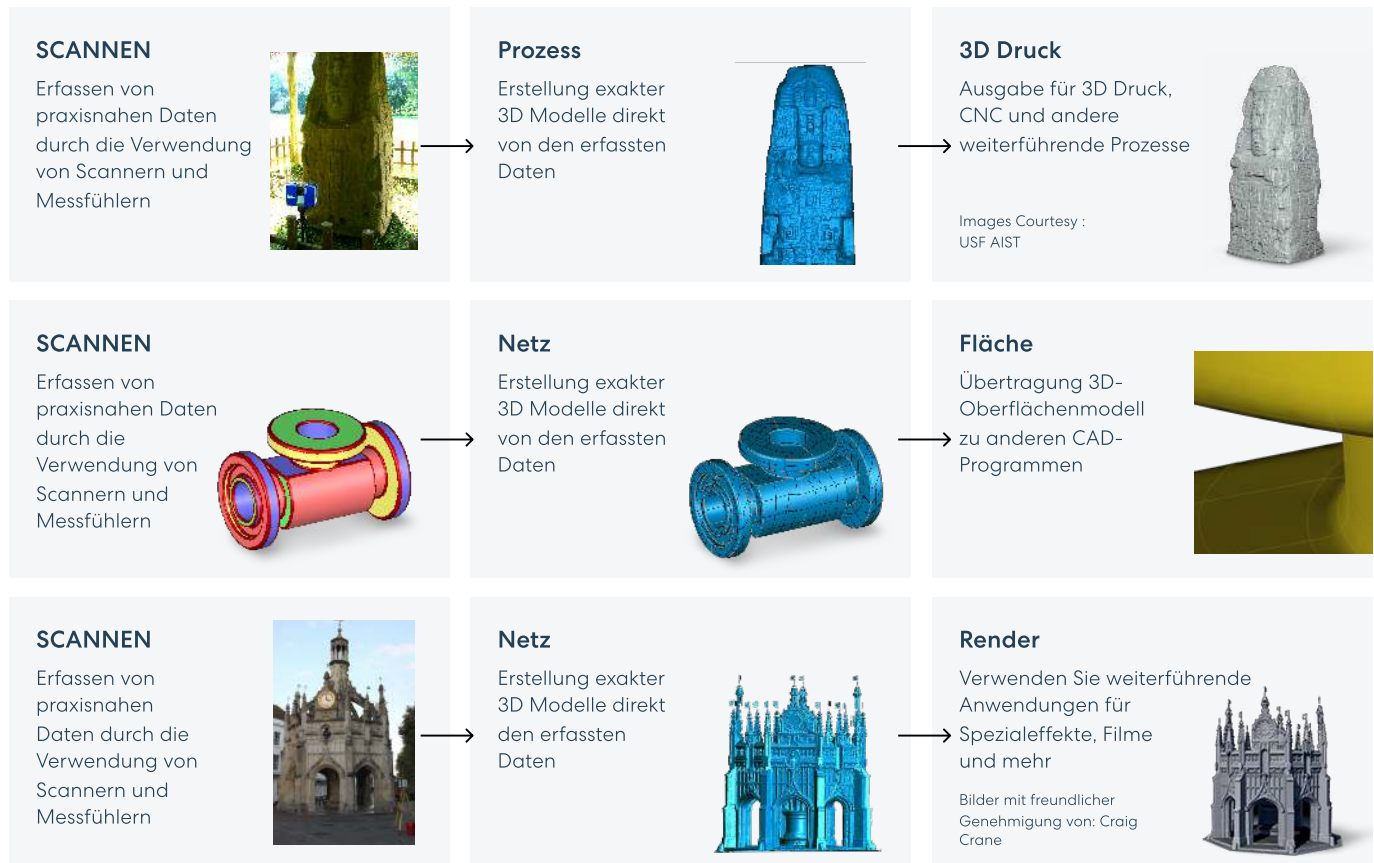 SCANNEN
Erfassen von
praxisnahen Daten
durch die Verwendung
von Scannern und
Messfühlern
Prozess
Erstellung exakter
3D Modelle direkt
von den erfassten
Daten
3D Druck
Ausgabe für 3D Druck,
CNC und andere
weiterführende Prozesse
Images Courtesy :
USF AIST
SCANNEN
Erfassen von
praxisnahen Daten
durch die
Verwendung von
Scannern und
Messfühlern
Netz
Erstellung exakter
3D Modelle direkt
von den erfassten
Daten
Fläche
Übertragung 3D-
Oberflächenmodell
zu anderen CAD-
Programmen
SCANNEN
Erfassen von
praxisnahen
Daten durch die
Verwendung von
Scannern und
Messfühlern
Netz
Erstellung exakter
3D Modelle direkt
den erfassten
Daten
Render
Verwenden Sie weiterführende
Anwendungen für
Spezialeffekte, Filme
und mehr
Bilder mit freundlicher
Genehmigung von: Craig
Crane